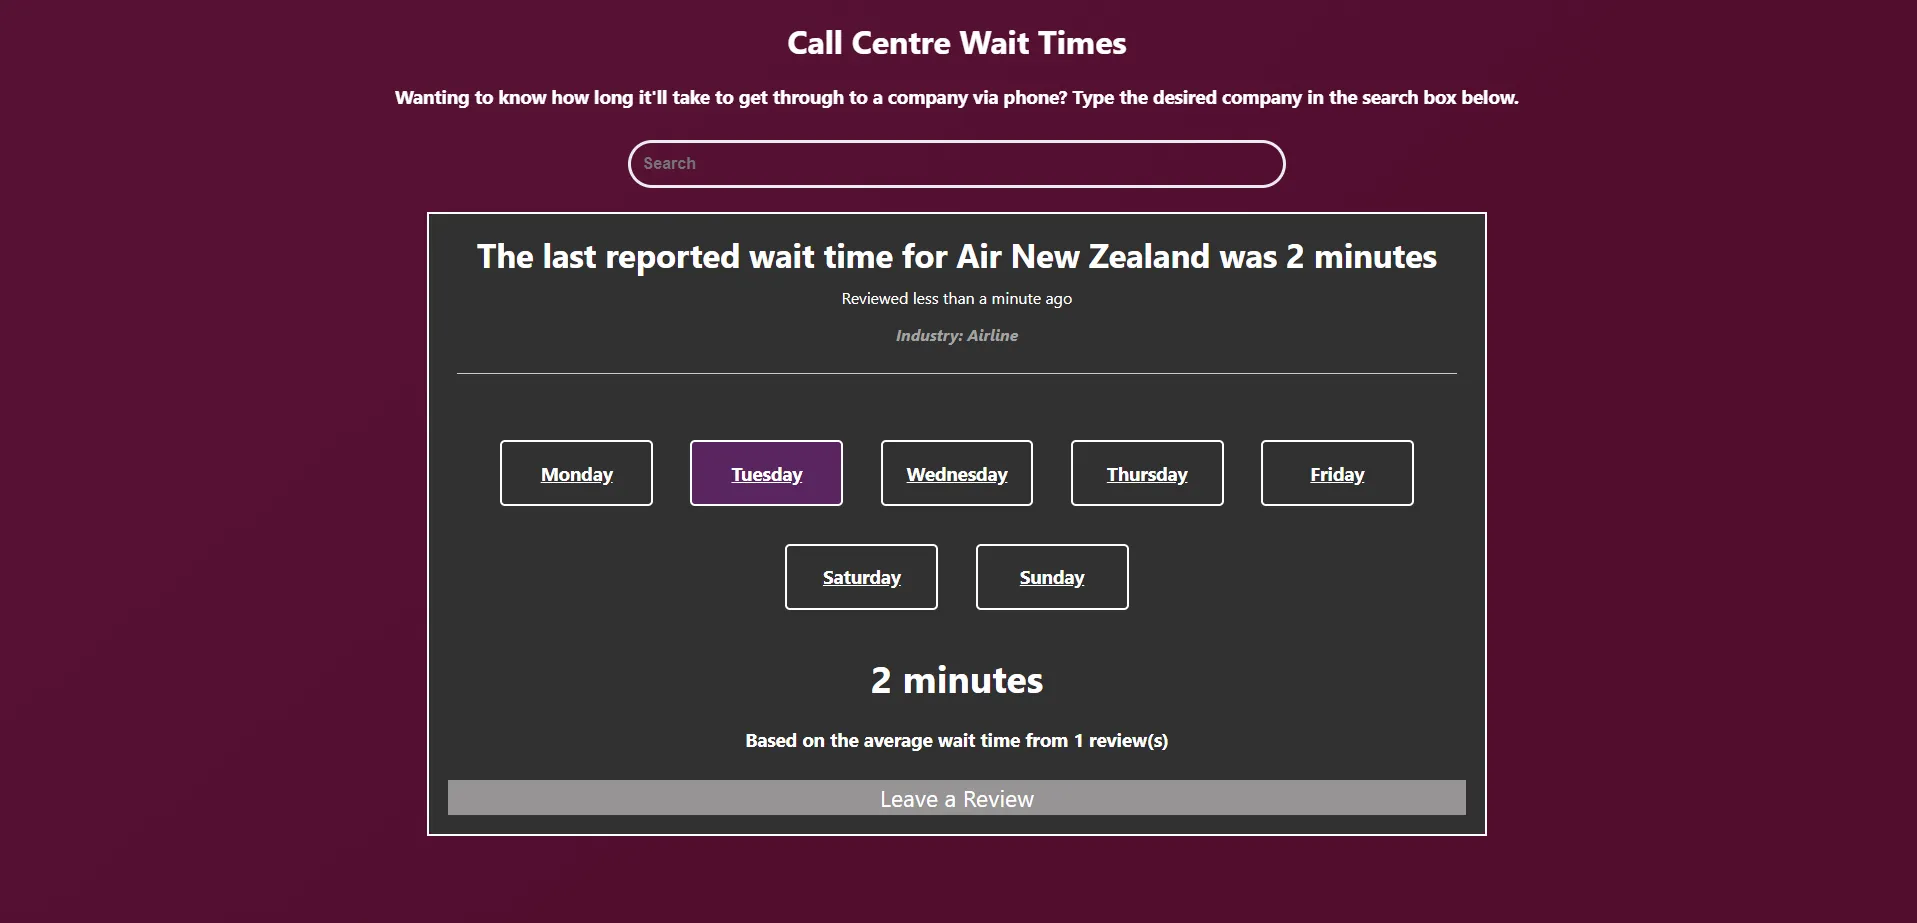 Call Centre Wait Times
Wanting to know how long it'll take to get through to a company via phone? Type the desired company in the search box below.
Search
The last reported wait time for Air New Zealand was 2 minutes
Reviewed less than a minute ago
Industry: Airline
Monday Tuesday Wednesday Thursday Friday
Saturday Sunday
2 minutes
Based on the average wait time from 1 review(s)
Leave a Review